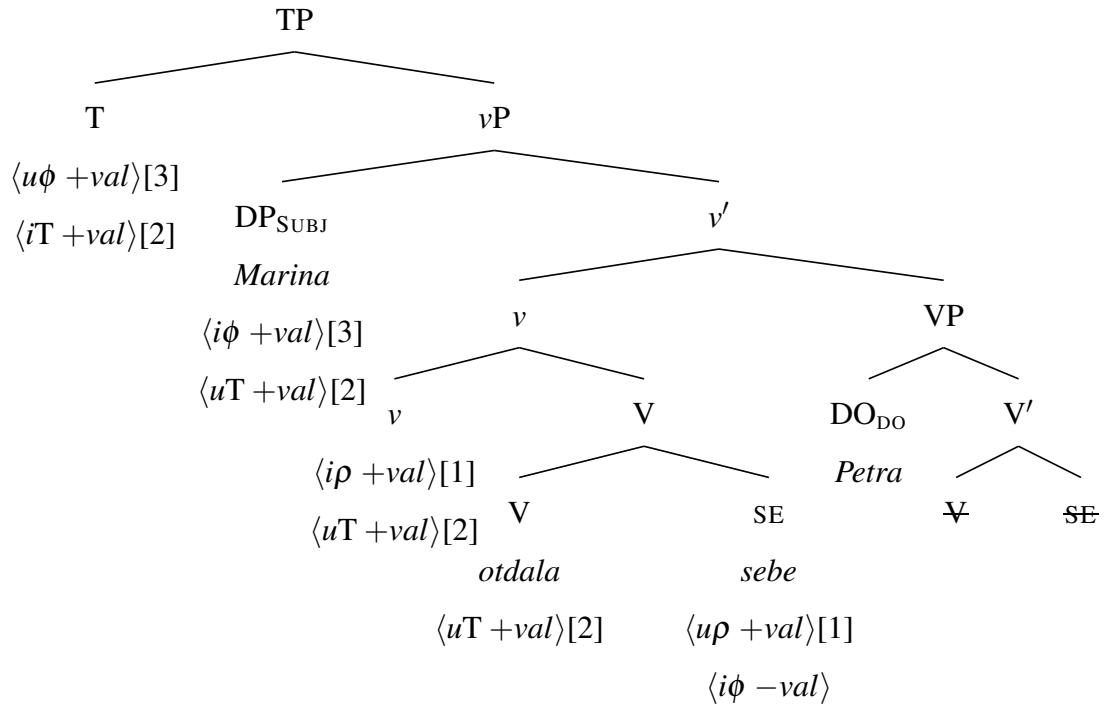 TP
T vP
⟨uϕ +val⟩[3]
⟨iT +val⟩[2] DP_SUBJ v′
Marina
⟨iϕ +val⟩[3] v VP
⟨uT +val⟩[2] v V DO_DO V′
⟨iρ +val⟩[1] Petra
⟨uT +val⟩[2] V SE V SE
otdala sebe
⟨uT +val⟩[2] ⟨uρ +val⟩[1]
⟨iϕ −val⟩